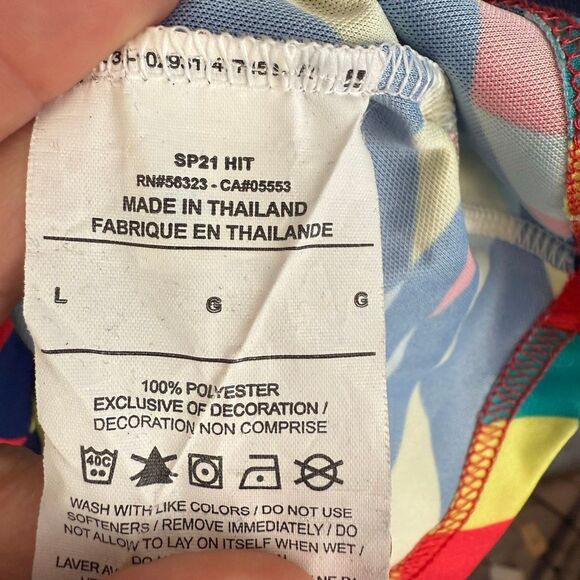 SP21 HIT
RN#56323 - CA#05553
MADE IN THAILAND
FABRIQUE EN THAILANDE
L G G
100% POLYESTER
EXCLUSIVE OF DECORATION /
DECORATION NON COMPRISE
40C
WASH WITH LIKE COLORS / DO NOT USE
SOFTENERS / REMOVE IMMEDIATELY / DO
NOT ALLOW TO LAY ON ITSELF WHEN WET /
LAVER